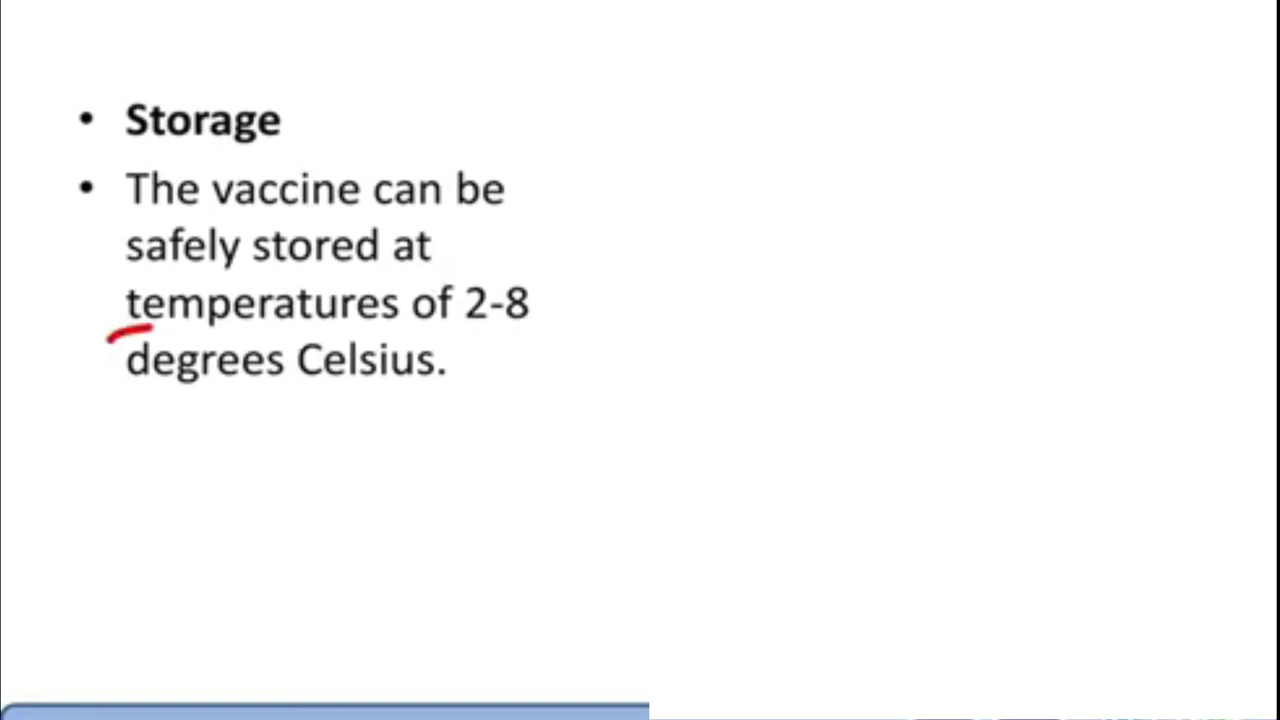 • Storage
• The vaccine can be
safely stored at
temperatures of 2-8
degrees Celsius.